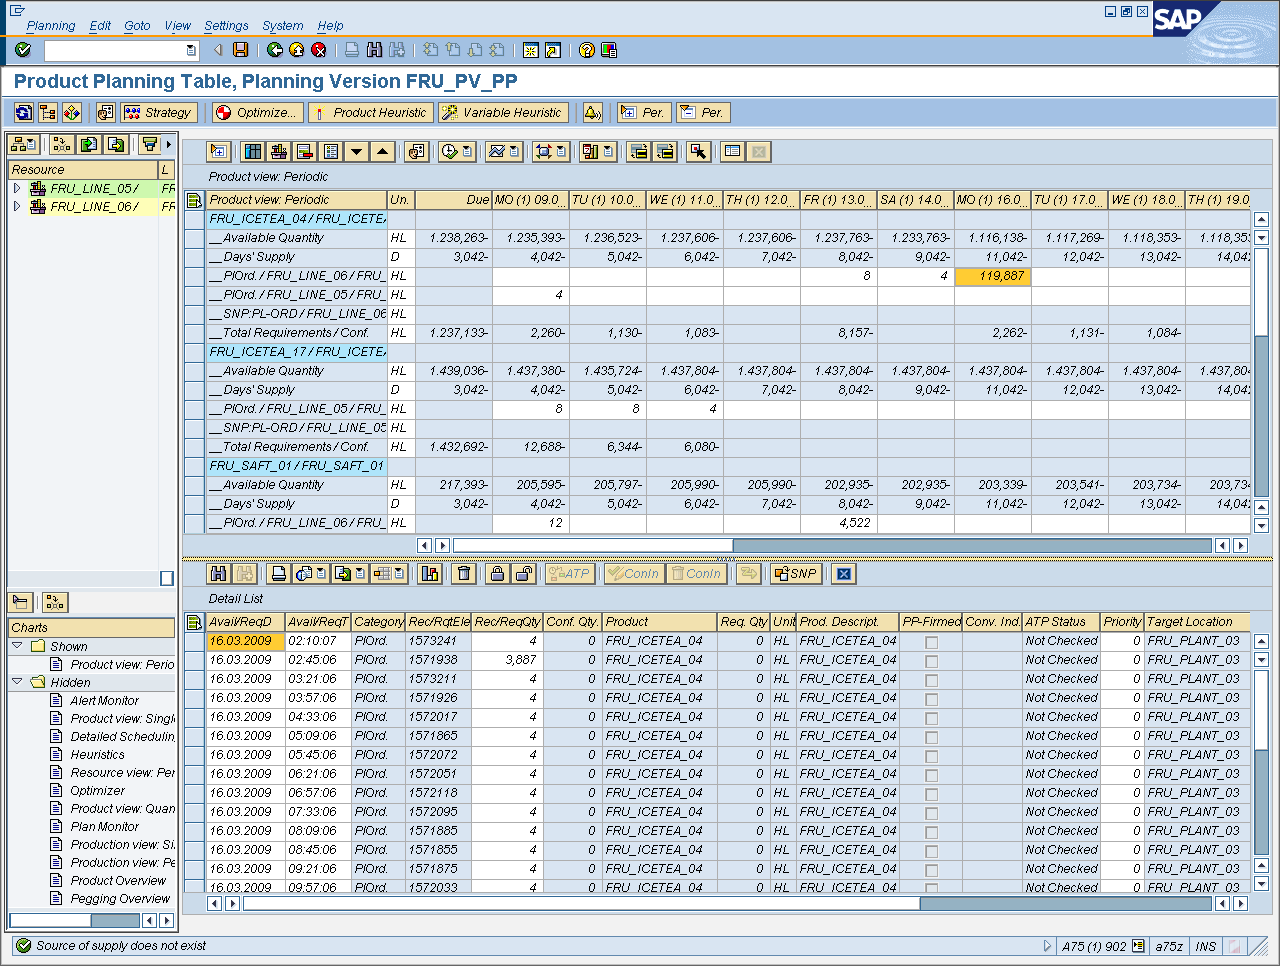 Planning Edit Goto View Settings System Help
SAP
Product Planning Table, Planning Version FRU_PV_PP
Strategy Optimize... Product Heuristic Variable Heuristic Per. Per.
Resource L
FRU_LINE_05/ FR
FRU_LINE_06/ FR
Product view: Periodic
Product view: Periodic Un. Due MO (1) 09.0... TU (1) 10.0... WE (1) 11.0... TH (1) 12.0... FR (1) 13.0... SA (1) 14.0... MO (1) 16.0... TU (1) 17.0... WE (1) 18.0... TH (1) 19.0
FRU_ICETEA_04/FRU_ICETEA
__Available Quantity HL 1.238,263- 1.235,393- 1.236,523- 1.237,606- 1.237,606- 1.237,763- 1.233,763- 1.116,138- 1.117,269- 1.118,353- 1.118,353
__Days' Supply D 3,042- 4,042- 5,042- 6,042- 7,042- 8,042- 9,042- 11,042- 12,042- 13,042- 14,042
__PlOrd. / FRU_LINE_06 / FRU_ HL 8 4 119,887
__PlOrd. / FRU_LINE_05 / FRU_ HL 4
__SNP:PL-ORD / FRU_LINE_06 HL
__Total Requirements / Conf. HL 1.237,133- 2,260- 1,130- 1,083- 8,157- 2,262- 1,131- 1,084-
FRU_ICETEA_17/FRU_ICETEA
__Available Quantity HL 1.439,036- 1.437,380- 1.435,724- 1.437,804- 1.437,804- 1.437,804- 1.437,804- 1.437,804- 1.437,804- 1.437,804- 1.437,804
__Days' Supply D 3,042- 4,042- 5,042- 6,042- 7,042- 8,042- 9,042- 11,042- 12,042- 13,042- 14,042
__PlOrd. / FRU_LINE_05 / FRU_ HL 8 8 4
__SNP:PL-ORD / FRU_LINE_05 HL
__Total Requirements / Conf. HL 1.432,692- 12,688- 6,344- 6,080-
FRU_SAFT_01/FRU_SAFT_01
__Available Quantity HL 217,393- 205,595- 205,797- 205,990- 205,990- 202,935- 202,935- 203,339- 203,541- 203,734- 203,734
__Days' Supply D 3,042- 4,042- 5,042- 6,042- 7,042- 8,042- 9,042- 11,042- 12,042- 13,042- 14,042
__PlOrd. / FRU_LINE_06 / FRU_ HL 12 4,522
ATP ConIn ConIn SNP
Detail List
Avail/ReqD Avail/ReqT Category Rec/RqtEle Rec/ReqQty Conf. Qty. Product Req. Qty Unit Prod. Descript. PP-Firmed Conv. Ind. ATP Status Priority Target Location
16.03.2009 02:10:07 PlOrd. 1573241 4 0 FRU_ICETEA_04 0 HL FRU_ICETEA_04 Not Checked 0 FRU_PLANT_03
16.03.2009 02:45:06 PlOrd. 1571938 3,887 0 FRU_ICETEA_04 0 HL FRU_ICETEA_04 Not Checked 0 FRU_PLANT_03
16.03.2009 03:21:06 PlOrd. 1573211 4 0 FRU_ICETEA_04 0 HL FRU_ICETEA_04 Not Checked 0 FRU_PLANT_03
16.03.2009 03:57:06 PlOrd. 1571926 4 0 FRU_ICETEA_04 0 HL FRU_ICETEA_04 Not Checked 0 FRU_PLANT_03
16.03.2009 04:33:06 PlOrd. 1572017 4 0 FRU_ICETEA_04 0 HL FRU_ICETEA_04 Not Checked 0 FRU_PLANT_03
16.03.2009 05:09:06 PlOrd. 1571865 4 0 FRU_ICETEA_04 0 HL FRU_ICETEA_04 Not Checked 0 FRU_PLANT_03
16.03.2009 05:45:06 PlOrd. 1572072 4 0 FRU_ICETEA_04 0 HL FRU_ICETEA_04 Not Checked 0 FRU_PLANT_03
16.03.2009 06:21:06 PlOrd. 1572051 4 0 FRU_ICETEA_04 0 HL FRU_ICETEA_04 Not Checked 0 FRU_PLANT_03
16.03.2009 06:57:06 PlOrd. 1572118 4 0 FRU_ICETEA_04 0 HL FRU_ICETEA_04 Not Checked 0 FRU_PLANT_03
16.03.2009 07:33:06 PlOrd. 1572095 4 0 FRU_ICETEA_04 0 HL FRU_ICETEA_04 Not Checked 0 FRU_PLANT_03
16.03.2009 08:09:06 PlOrd. 1571885 4 0 FRU_ICETEA_04 0 HL FRU_ICETEA_04 Not Checked 0 FRU_PLANT_03
16.03.2009 08:45:06 PlOrd. 1571855 4 0 FRU_ICETEA_04 0 HL FRU_ICETEA_04 Not Checked 0 FRU_PLANT_03
16.03.2009 09:21:06 PlOrd. 1571875 4 0 FRU_ICETEA_04 0 HL FRU_ICETEA_04 Not Checked 0 FRU_PLANT_03
16.03.2009 09:57:06 PlOrd. 1572033 4 0 FRU_ICETEA_04 0 HL FRU_ICETEA_04 Not Checked 0 FRU_PLANT_03
Charts
Shown
Product view: Perio
Hidden
Alert Monitor
Product view: Singl
Detailed Schedulin
Heuristics
Resource view: Per
Optimizer
Product view: Quan
Plan Monitor
Production view: Si
Production view: Pe
Product Overview
Pegging Overview
Source of supply does not exist
A75 (1) 902 a75z INS